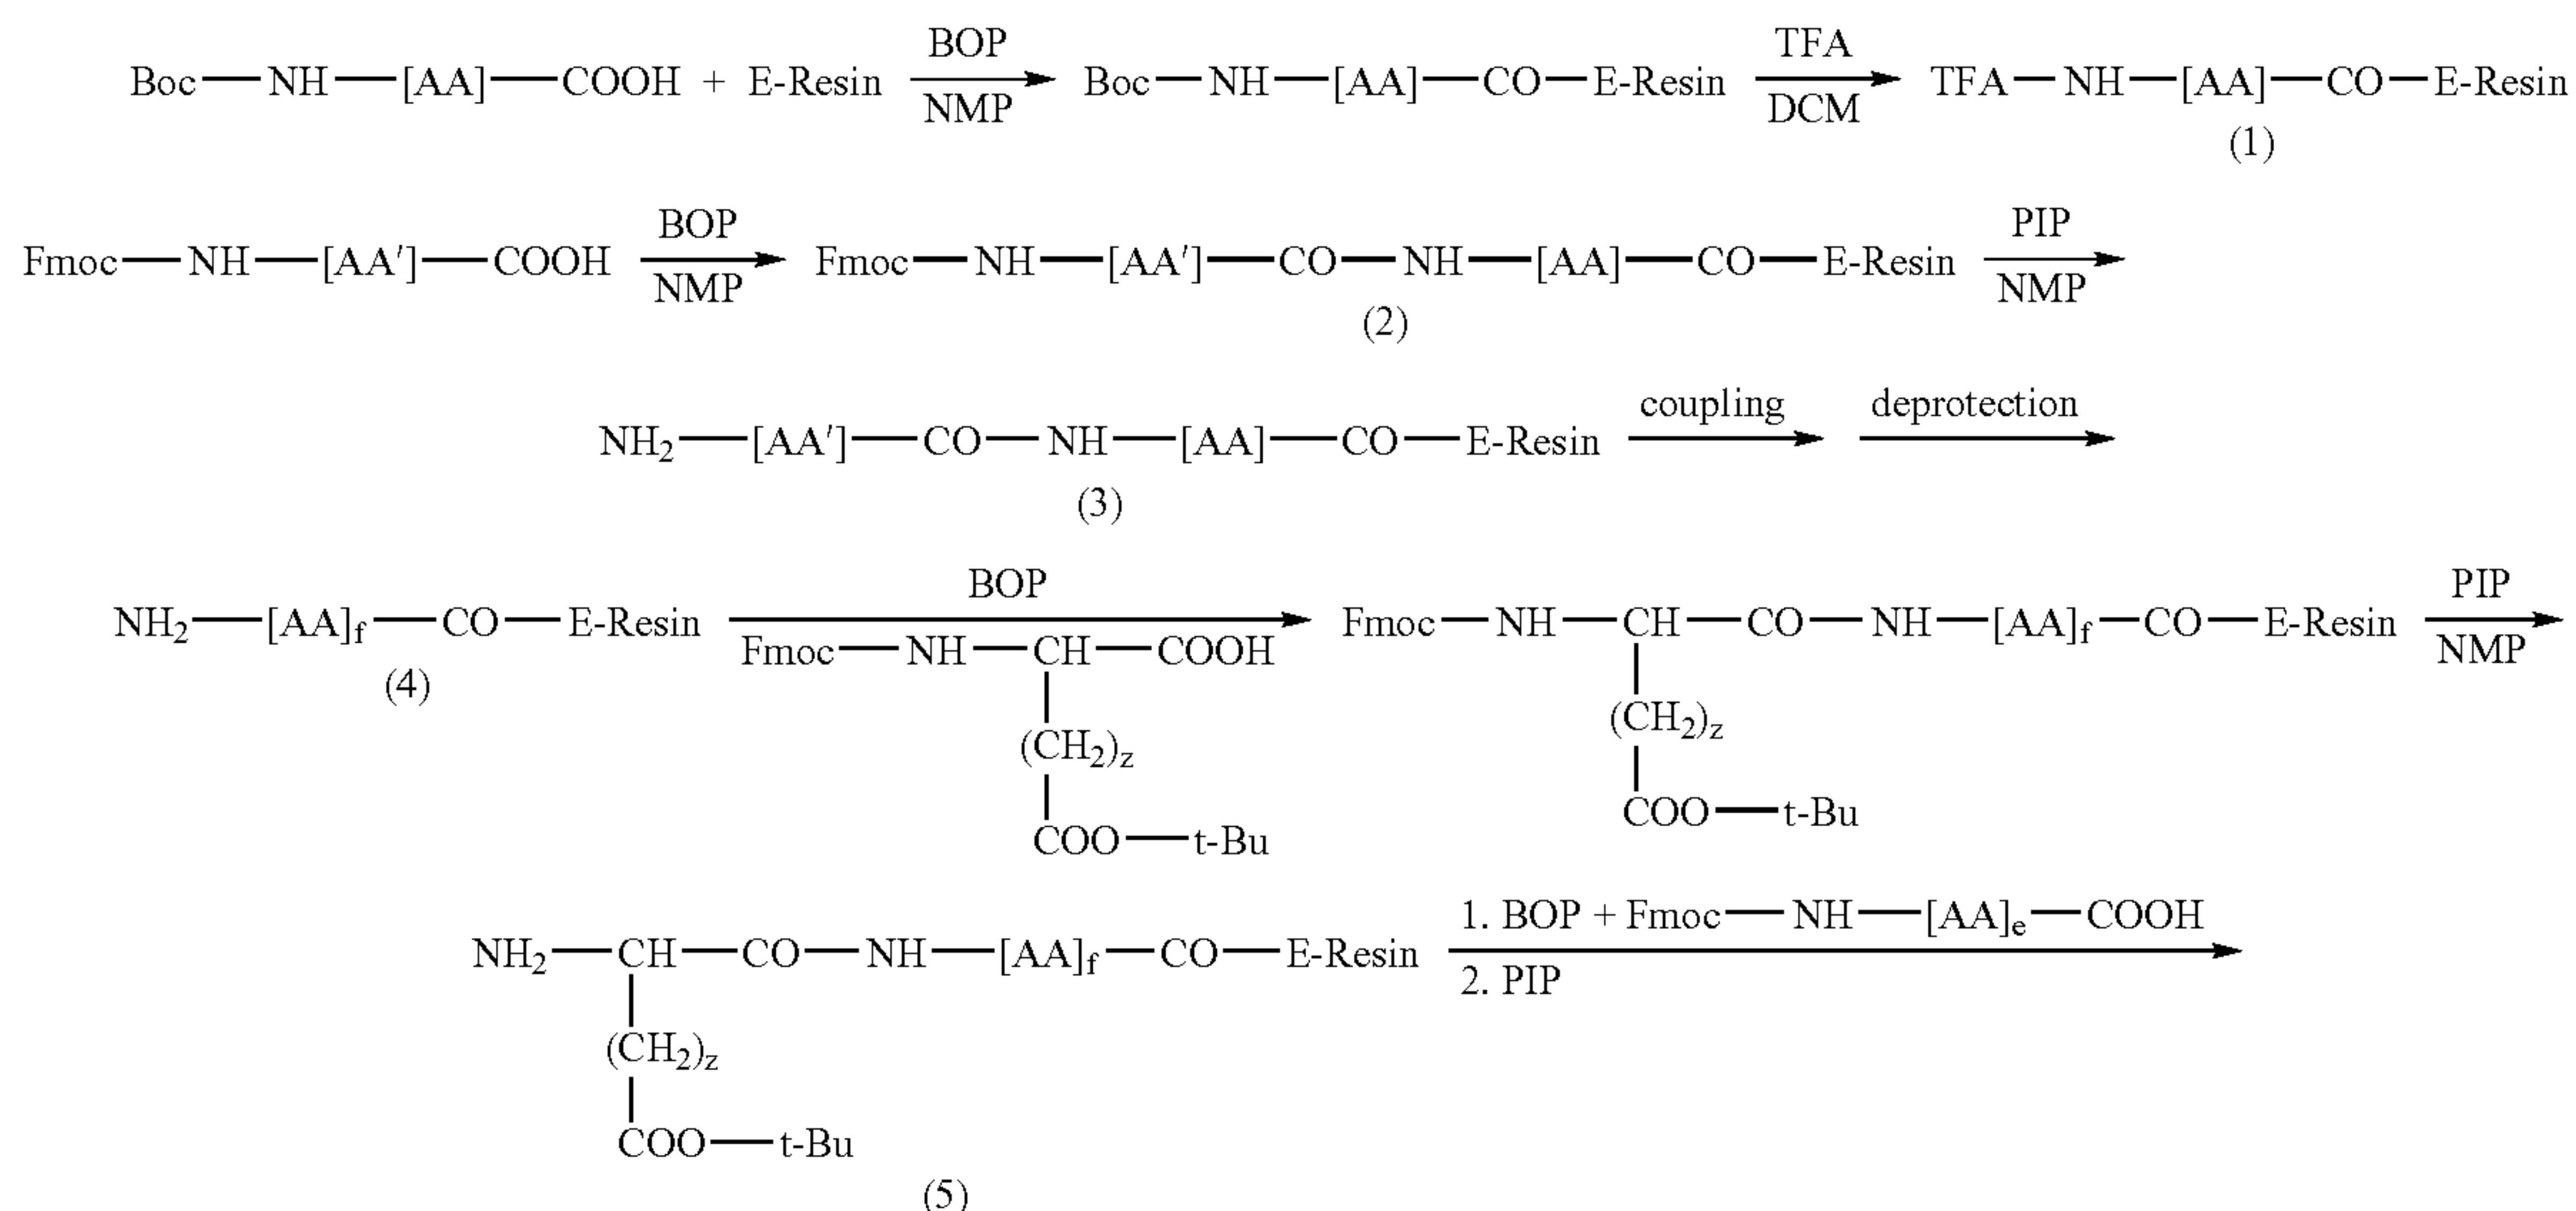 Boc—NH—[AA]—COOH + E-Resin BOP NMP Boc—NH—[AA]—CO—E-Resin TFA DCM TFA—NH—[AA]—CO—E-Resin
(1)
Fmoc—NH—[AA']—COOH BOP NMP Fmoc—NH—[AA']—CO—NH—[AA]—CO—E-Resin PIP NMP
(2)
NH2—[AA']—CO—NH—[AA]—CO—E-Resin coupling deprotection
(3)
BOP PIP
NH2—[AA]f—CO—E-Resin Fmoc—NH—CH—CO—NH—[AA]f—CO—E-Resin NMP
Fmoc—NH—CH—COOH
(4)
(CH2)z (CH2)z
COO—t-Bu COO—t-Bu
1. BOP + Fmoc—NH—[AA]e—COOH
NH2—CH—CO—NH—[AA]f—CO—E-Resin
2. PIP
(CH2)z
COO—t-Bu
(5)